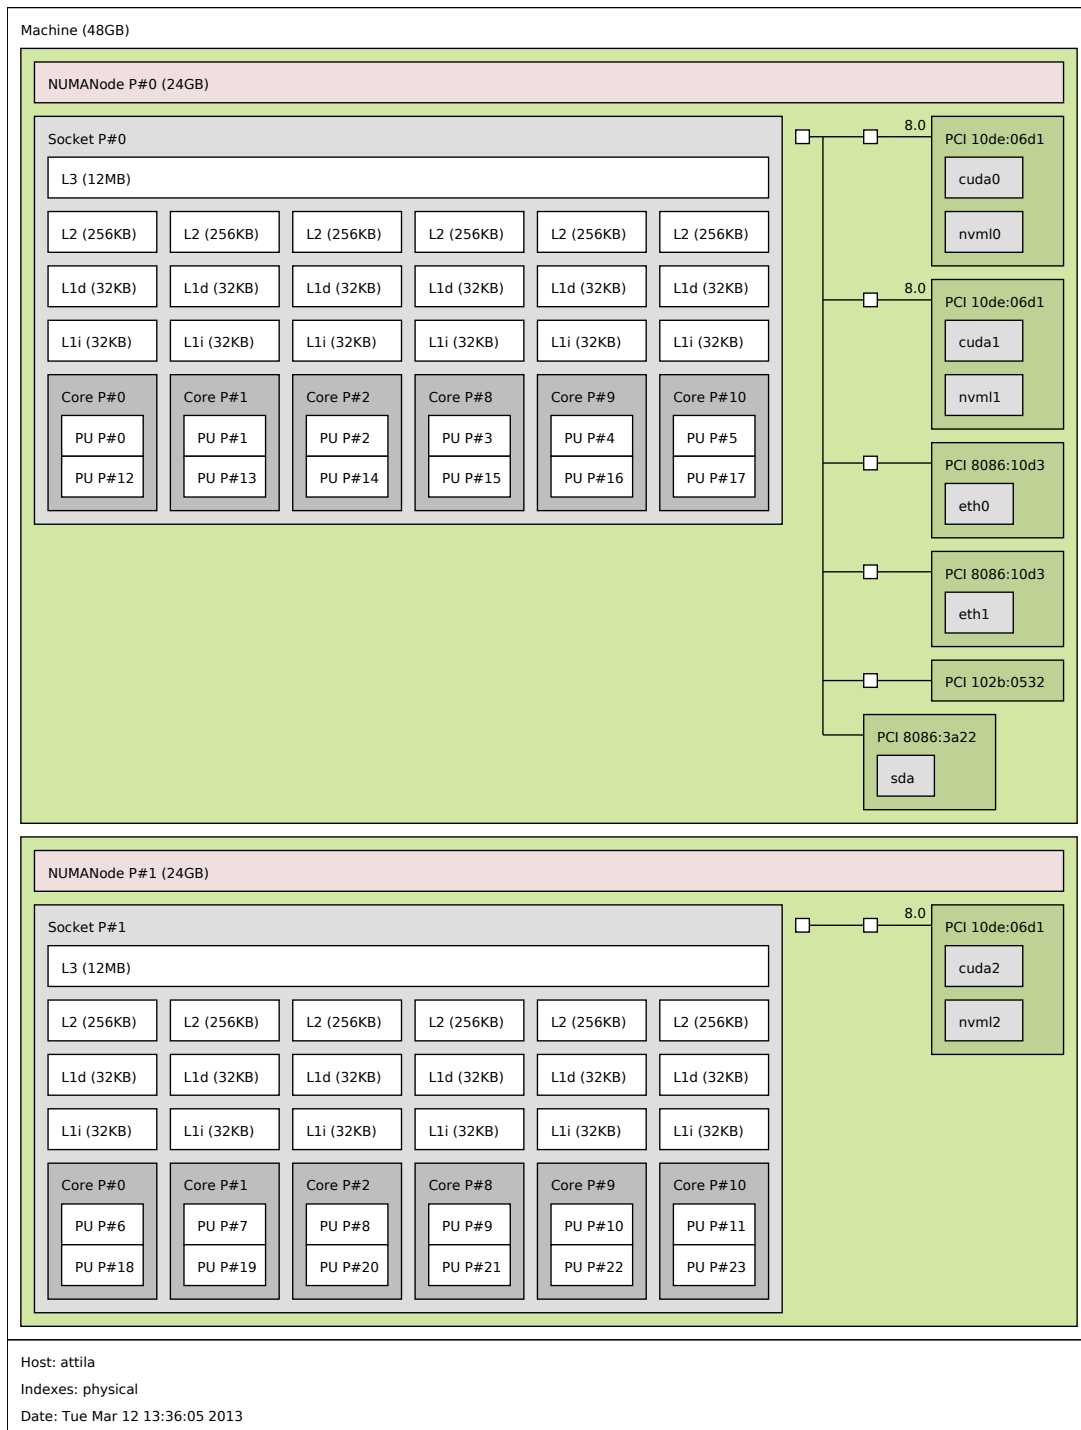 Machine (48GB)
NUMANode P#0 (24GB)
Socket P#0
L3 (12MB)
L2 (256KB) L2 (256KB) L2 (256KB) L2 (256KB) L2 (256KB) L2 (256KB)
L1d (32KB) L1d (32KB) L1d (32KB) L1d (32KB) L1d (32KB) L1d (32KB)
L1i (32KB) L1i (32KB) L1i (32KB) L1i (32KB) L1i (32KB) L1i (32KB)
Core P#0 Core P#1 Core P#2 Core P#8 Core P#9 Core P#10
PU P#0 PU P#1 PU P#2 PU P#3 PU P#4 PU P#5
PU P#12 PU P#13 PU P#14 PU P#15 PU P#16 PU P#17
8.0
PCI 10de:06d1
cuda0
nvml0
8.0
PCI 10de:06d1
cuda1
nvml1
PCI 8086:10d3
eth0
PCI 8086:10d3
eth1
PCI 102b:0532
PCI 8086:3a22
sda
NUMANode P#1 (24GB)
Socket P#1
L3 (12MB)
L2 (256KB) L2 (256KB) L2 (256KB) L2 (256KB) L2 (256KB) L2 (256KB)
L1d (32KB) L1d (32KB) L1d (32KB) L1d (32KB) L1d (32KB) L1d (32KB)
L1i (32KB) L1i (32KB) L1i (32KB) L1i (32KB) L1i (32KB) L1i (32KB)
Core P#0 Core P#1 Core P#2 Core P#8 Core P#9 Core P#10
PU P#6 PU P#7 PU P#8 PU P#9 PU P#10 PU P#11
PU P#18 PU P#19 PU P#20 PU P#21 PU P#22 PU P#23
8.0
PCI 10de:06d1
cuda2
nvml2
Host: attila
Indexes: physical
Date: Tue Mar 12 13:36:05 2013